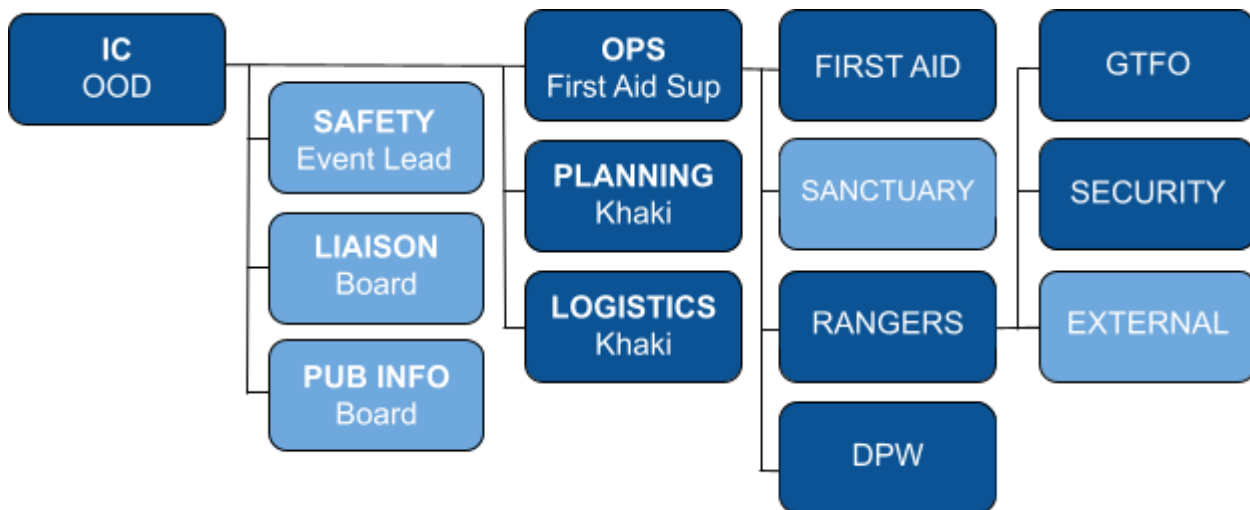 IC
OOD
SAFETY
Event Lead
LIAISON
Board
PUB INFO
Board
OPS
First Aid Sup
PLANNING
Khaki
LOGISTICS
Khaki
FIRST AID
SANCTUARY
RANGERS
DPW
GTFO
SECURITY
EXTERNAL